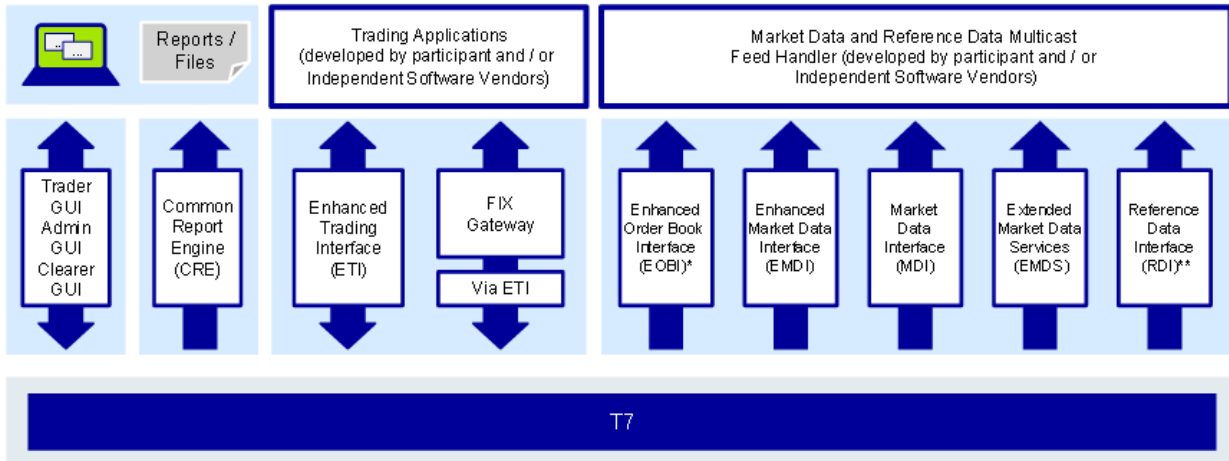 ...
...
Reports /
Files
Trading Applications
(developed by participant and / or
Independent Software Vendors)
Market Data and Reference Data Multicast
Feed Handler (developed by participant and / or
Independent Software Vendors)
Trader
GUI
Admin
GUI
Clearer
GUI
Common
Report
Engine
(CRE)
Enhanced
Trading
Interface
(ETI)
FIX
Gateway
Via ETI
Enhanced
Order Book
Interface
(EOBI)*
Enhanced
Market Data
Interface
(EMDI)
Market
Data
Interface
(MDI)
Extended
Market Data
Services
(EMDS)
Reference
Data
Interface
(RDI)**
T7